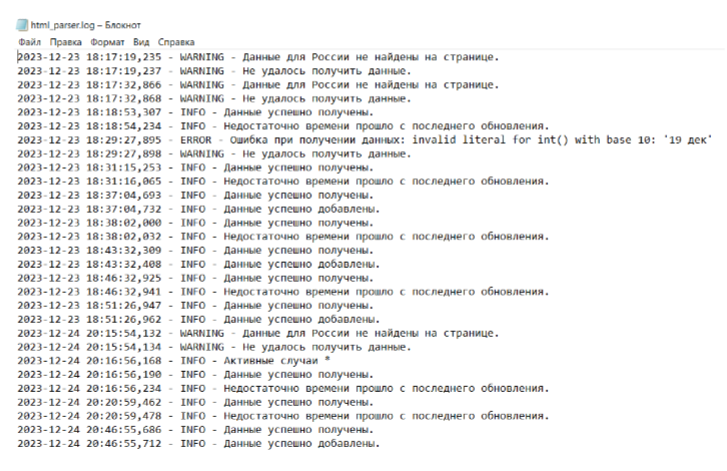 html_parser.log – Блокнот
Файл Правка Формат Вид Справка
2023-12-23 18:17:19,235 - WARNING - Данные для России не найдены на странице.
2023-12-23 18:17:19,237 - WARNING - Не удалось получить данные.
2023-12-23 18:17:32,866 - WARNING - Данные для России не найдены на странице.
2023-12-23 18:17:32,868 - WARNING - Не удалось получить данные.
2023-12-23 18:18:53,307 - INFO - Данные успешно получены.
2023-12-23 18:18:54,234 - INFO - Недостаточно времени прошло с последнего обновления.
2023-12-23 18:29:27,895 - ERROR - Ошибка при получении данных: invalid literal for int() with base 10: '19 дек'
2023-12-23 18:29:27,898 - WARNING - Не удалось получить данные.
2023-12-23 18:31:15,253 - INFO - Данные успешно получены.
2023-12-23 18:31:16,065 - INFO - Недостаточно времени прошло с последнего обновления.
2023-12-23 18:37:04,693 - INFO - Данные успешно получены.
2023-12-23 18:37:04,732 - INFO - Данные успешно добавлены.
2023-12-23 18:38:02,000 - INFO - Данные успешно получены.
2023-12-23 18:38:02,032 - INFO - Недостаточно времени прошло с последнего обновления.
2023-12-23 18:43:32,309 - INFO - Данные успешно получены.
2023-12-23 18:43:32,408 - INFO - Данные успешно добавлены.
2023-12-23 18:46:32,925 - INFO - Данные успешно получены.
2023-12-23 18:46:32,941 - INFO - Недостаточно времени прошло с последнего обновления.
2023-12-23 18:51:26,947 - INFO - Данные успешно получены.
2023-12-23 18:51:26,962 - INFO - Данные успешно добавлены.
2023-12-24 20:15:54,132 - WARNING - Данные для России не найдены на странице.
2023-12-24 20:15:54,134 - WARNING - Не удалось получить данные.
2023-12-24 20:16:56,168 - INFO - Активные случаи *
2023-12-24 20:16:56,190 - INFO - Данные успешно получены.
2023-12-24 20:16:56,234 - INFO - Недостаточно времени прошло с последнего обновления.
2023-12-24 20:20:59,462 - INFO - Данные успешно получены.
2023-12-24 20:20:59,478 - INFO - Недостаточно времени прошло с последнего обновления.
2023-12-24 20:46:55,686 - INFO - Данные успешно получены.
2023-12-24 20:46:55,712 - INFO - Данные успешно добавлены.